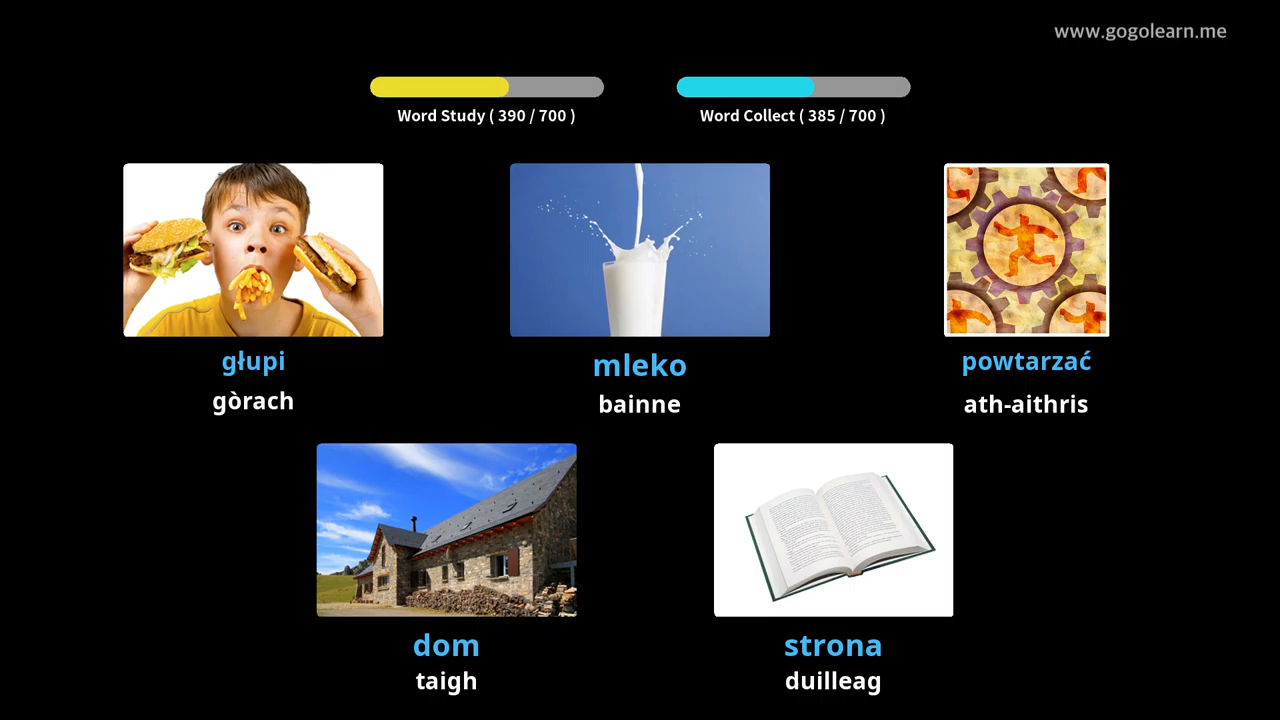 www.gogolearn.me
Word Study ( 390 / 700 )
Word Collect ( 385 / 700 )
głupi
gòrach
mleko
bainne
powtarzać
ath-aithris
dom
taigh
strona
duilleag